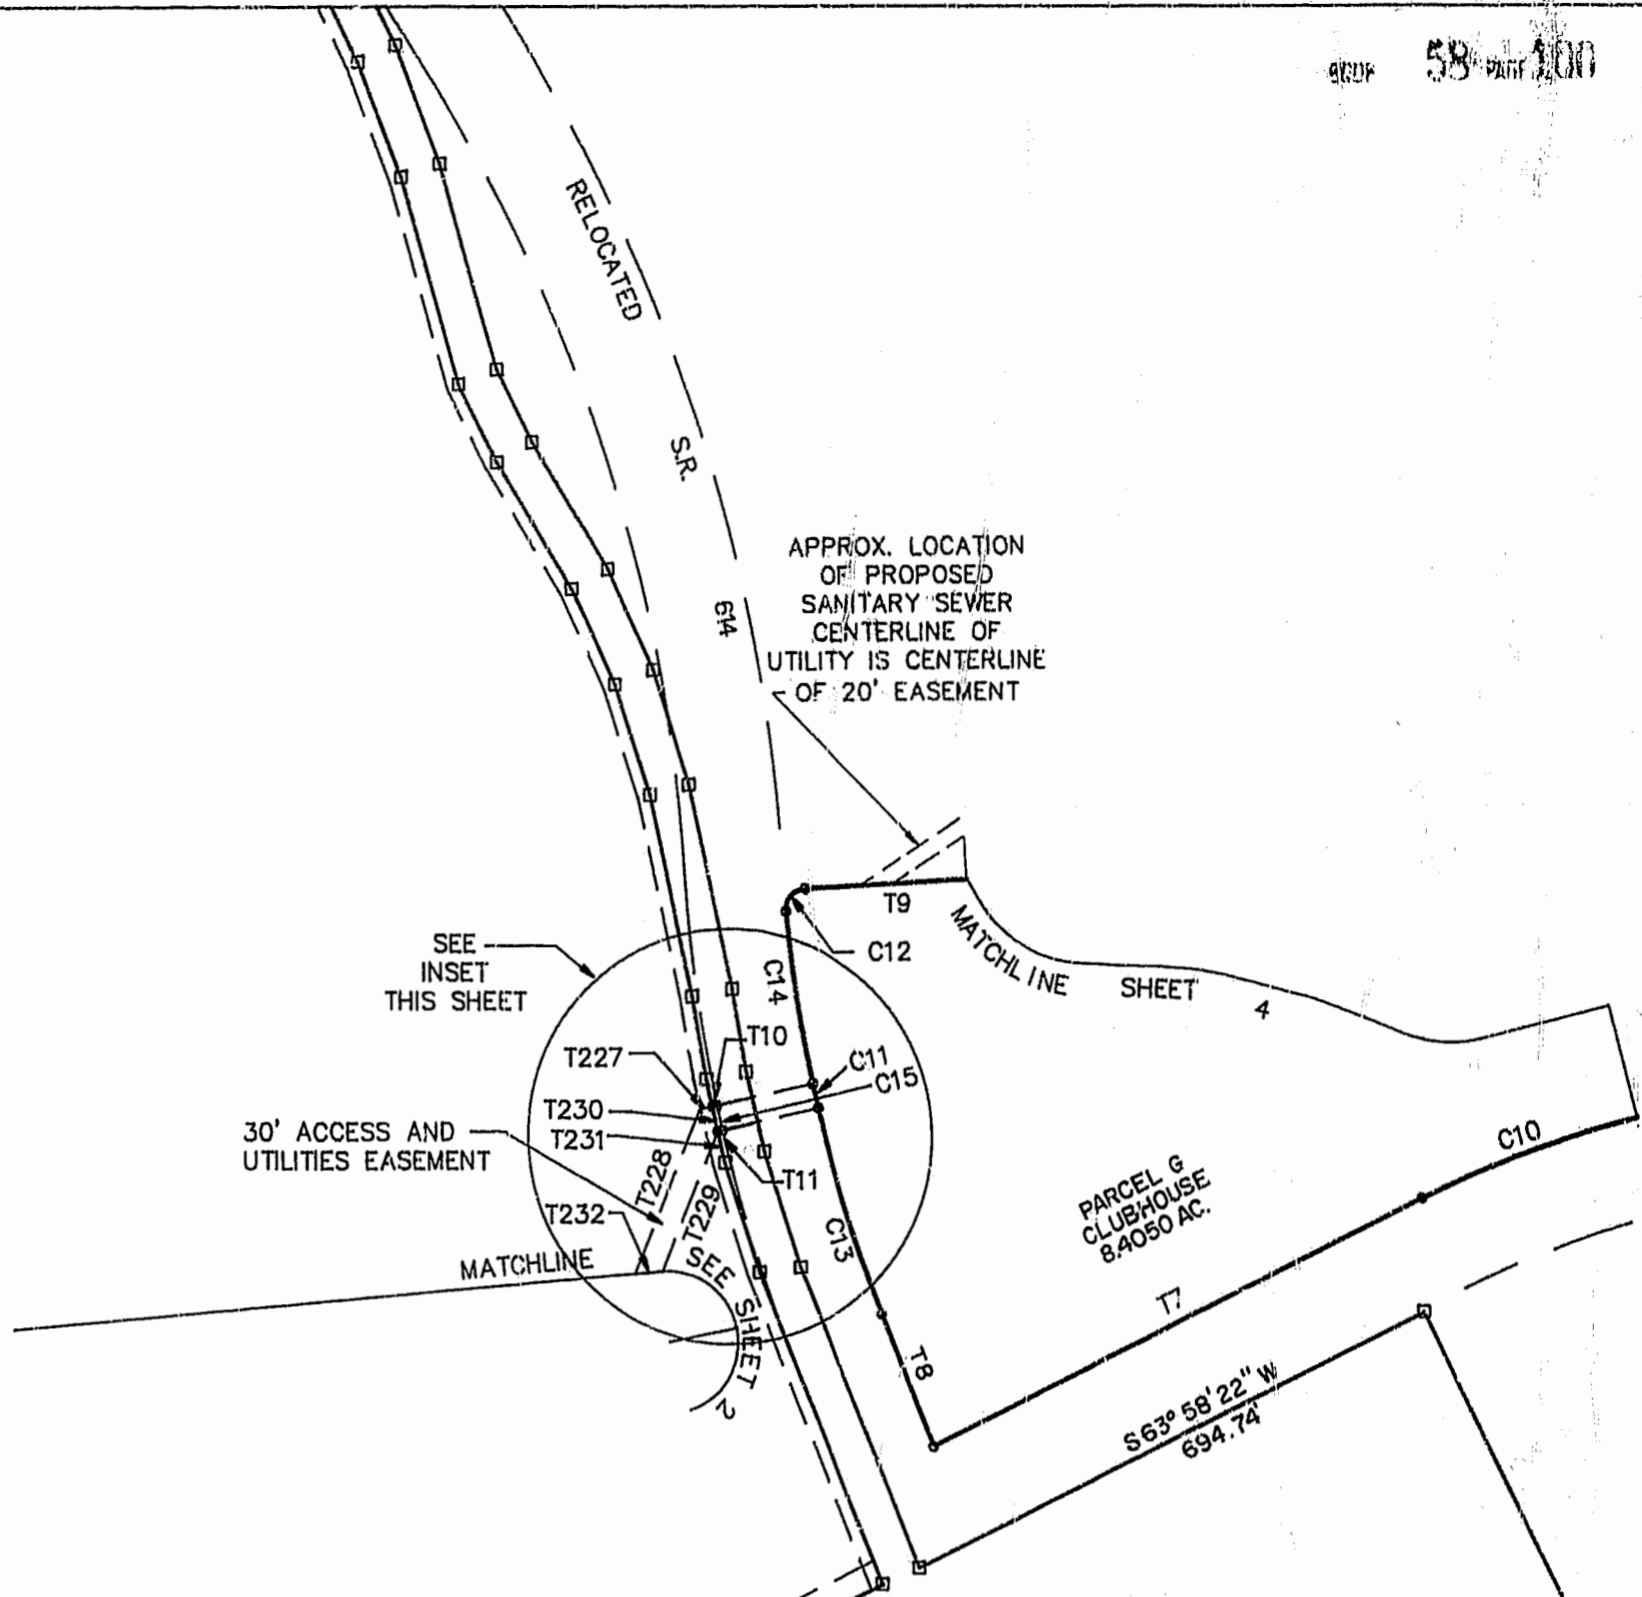 58 100
RELOCATED
S.R.
614
APPROX. LOCATION
OF PROPOSED
SANITARY SEWER
CENTERLINE OF
UTILITY IS CENTERLINE
OF 20' EASEMENT
T9
C12
C14
MATCHLINE SHEET 4
SEE
INSET
THIS SHEET
T10
T227
C11
C15
T230
T231
30' ACCESS AND
UTILITIES EASEMENT
T228
T229
T11
T232
MATCHLINE
SEE SHEET 2
C13
C10
PARCEL G
CLUBHOUSE
8.4050 AC.
T7
T8
S 63° 58' 22" W
694.74'